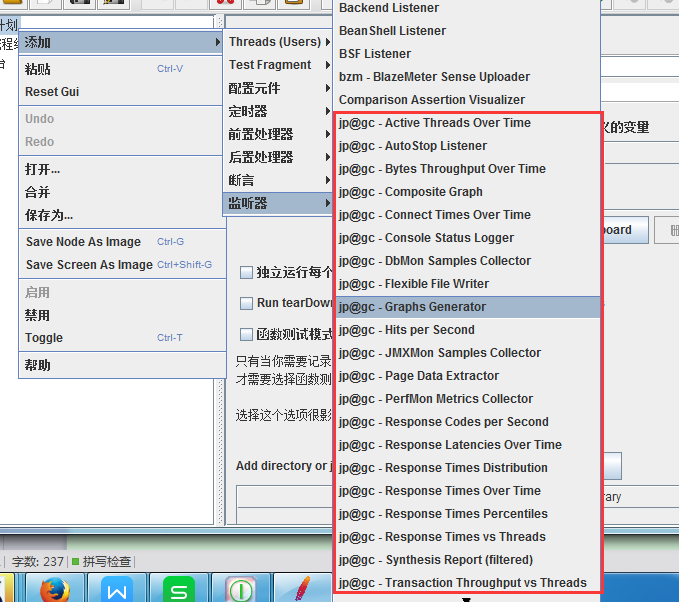 计划
添加
粘贴 Ctrl-V
Reset Gui
Undo
Redo
打开...
合并
保存为...
Save Node As Image Ctrl-G
Save Screen As Image Ctrl+Shift-G
启用
禁用
Toggle Ctrl-T
帮助
Threads (Users)
Test Fragment
配置元件
定时器
前置处理器
后置处理器
断言
监听器
Backend Listener
BeanShell Listener
BSF Listener
bzm - BlazeMeter Sense Uploader
Comparison Assertion Visualizer
jp@gc - Active Threads Over Time
jp@gc - AutoStop Listener
jp@gc - Bytes Throughput Over Time
jp@gc - Composite Graph
jp@gc - Connect Times Over Time
jp@gc - Console Status Logger
jp@gc - DbMon Samples Collector
jp@gc - Flexible File Writer
jp@gc - Graphs Generator
jp@gc - Hits per Second
jp@gc - JMXMon Samples Collector
jp@gc - Page Data Extractor
jp@gc - PerfMon Metrics Collector
jp@gc - Response Codes per Second
jp@gc - Response Latencies Over Time
jp@gc - Response Times Distribution
jp@gc - Response Times Over Time
jp@gc - Response Times Percentiles
jp@gc - Response Times vs Threads
jp@gc - Synthesis Report (filtered)
jp@gc - Transaction Throughput vs Threads
义的变量
board
独立运行每个
Run tearDown
函数测试模式
只有当你需要记录
才需要选择函数测
选择这个选项很影
Add directory or j
rary
字数: 237
拼写检查